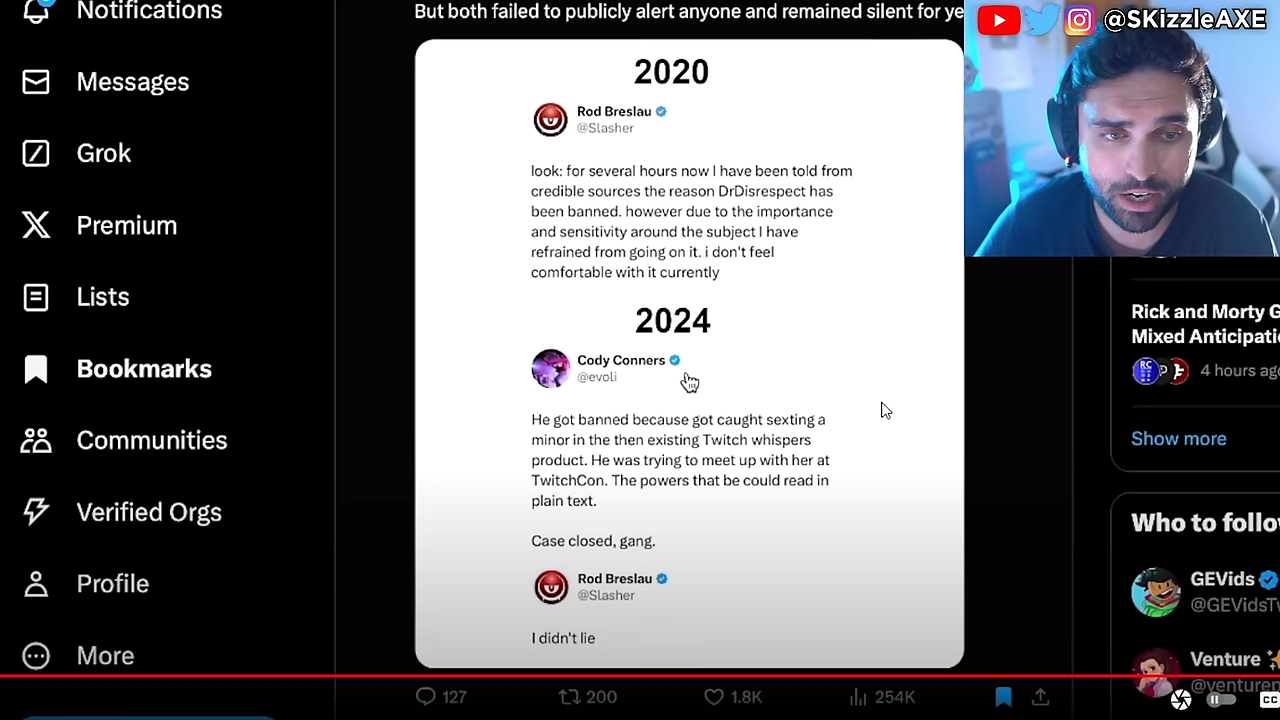 Notifications
Messages
Grok
Premium
Lists
Bookmarks
Communities
Verified Orgs
Profile
More
But both failed to publicly alert anyone and remained silent for ye
2020
Rod Breslau
@Slasher
look: for several hours now I have been told from
credible sources the reason DrDisrespect has
been banned. however due to the importance
and sensitivity around the subject I have
refrained from going on it. i don't feel
comfortable with it currently
2024
Cody Conners
@evoli
He got banned because got caught sexting a
minor in the then existing Twitch whispers
product. He was trying to meet up with her at
TwitchCon. The powers that be could read in
plain text.
Case closed, gang.
Rod Breslau
@Slasher
I didn't lie
127 200 1.8K 254K
@SKizzleAXE
Rick and Morty G
Mixed Anticipati
4 hours ag
Show more
Who to follo
GEVids
@GEVidsT
Venture
@venturep
CC